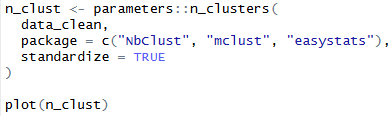 n_clust <- parameters::n_clusters(
  data_clean,
  package = c("NbClust", "mclust", "easystats"),
  standardize = TRUE
)
plot(n_clust)